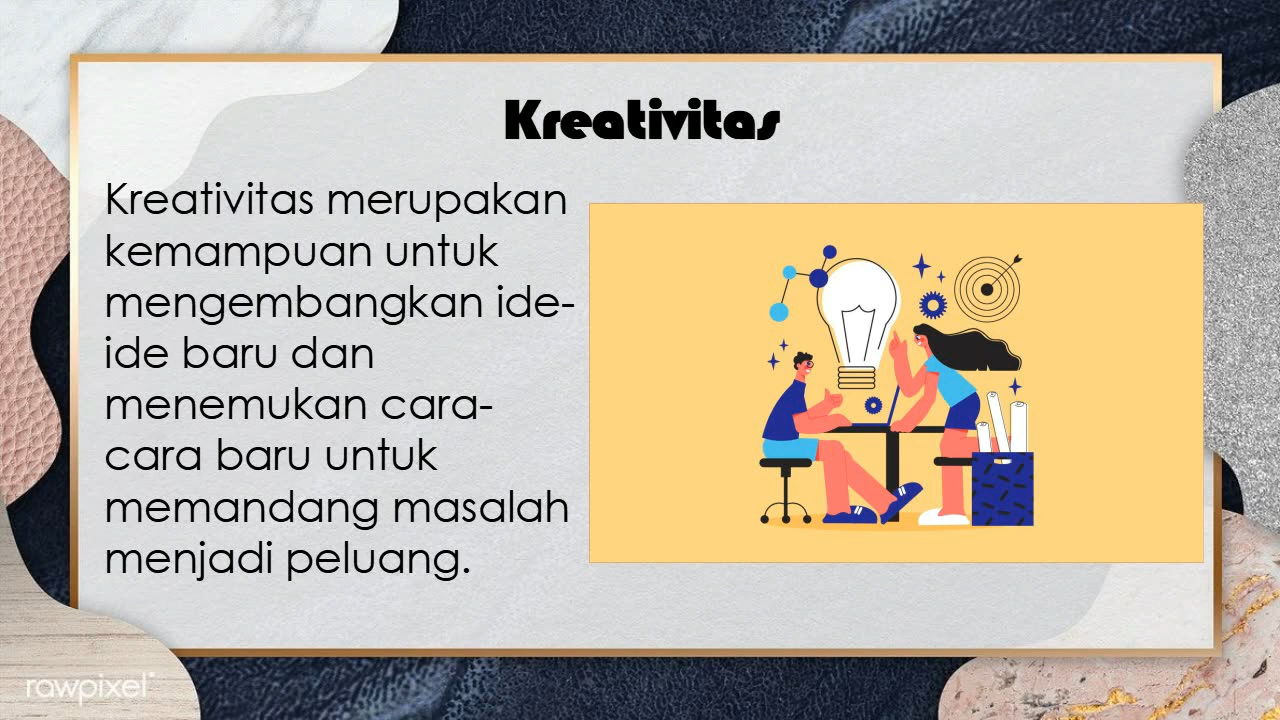 Kreativitas
Kreativitas merupakan
kemampuan untuk
mengembangkan ide-
ide baru dan
menemukan cara-
cara baru untuk
memandang masalah
menjadi peluang.
rawpixel